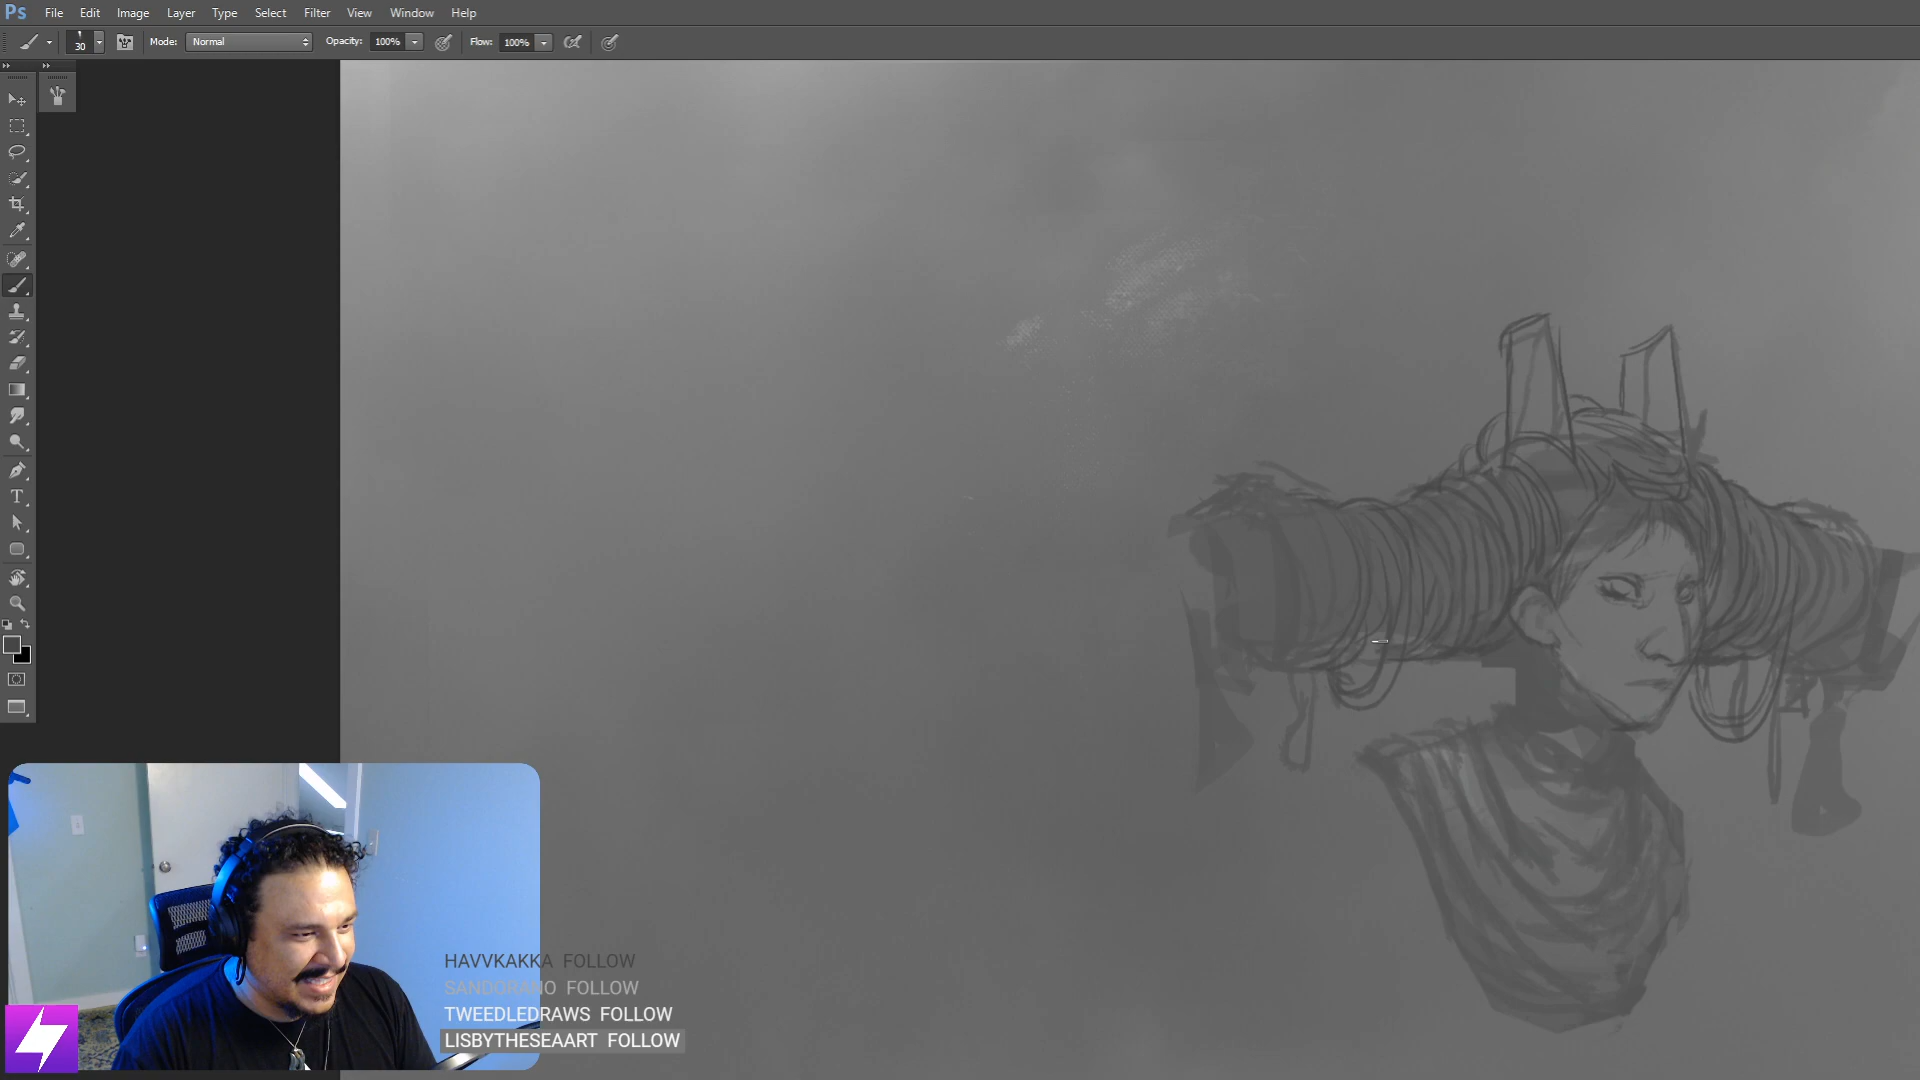 Ps File Edit Image Layer Type Select Filter View Window Help
30 Mode: Normal Opacity: 100% Flow: 100%
T
HAVVKAKKA FOLLOW
SANDORANO FOLLOW
TWEEDLEDRAWS FOLLOW
LISBYTHESEAART FOLLOW